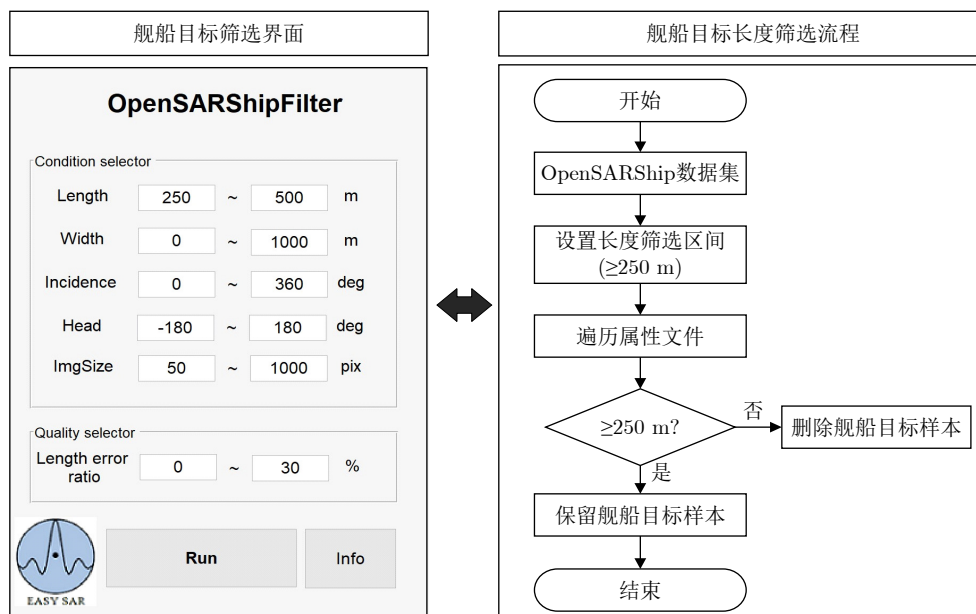 舰船目标筛选界面
OpenSARShipFilter
Condition selector
Length 250 ~ 500 m
Width 0 ~ 1000 m
Incidence 0 ~ 360 deg
Head -180 ~ 180 deg
ImgSize 50 ~ 1000 pix
Quality selector
Length error ratio 0 ~ 30 %
EASY SAR
Run
Info
舰船目标长度筛选流程
开始
OpenSARShip数据集
设置长度筛选区间
(≥250 m)
遍历属性文件
≥250 m?
否
删除舰船目标样本
是
保留舰船目标样本
结束